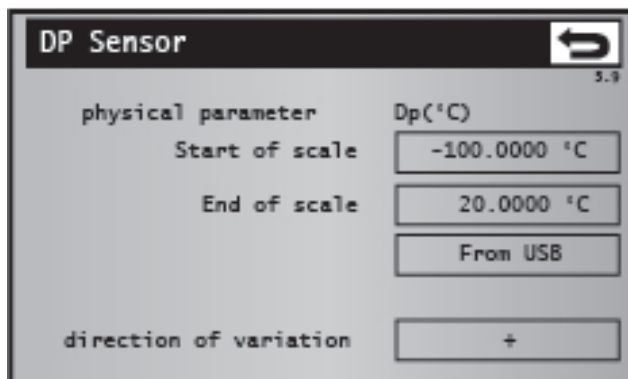 DP Sensor
5.9
physical parameter Dp(°C)
Start of scale -100.0000 °C
End of scale 20.0000 °C
From USB
direction of variation +